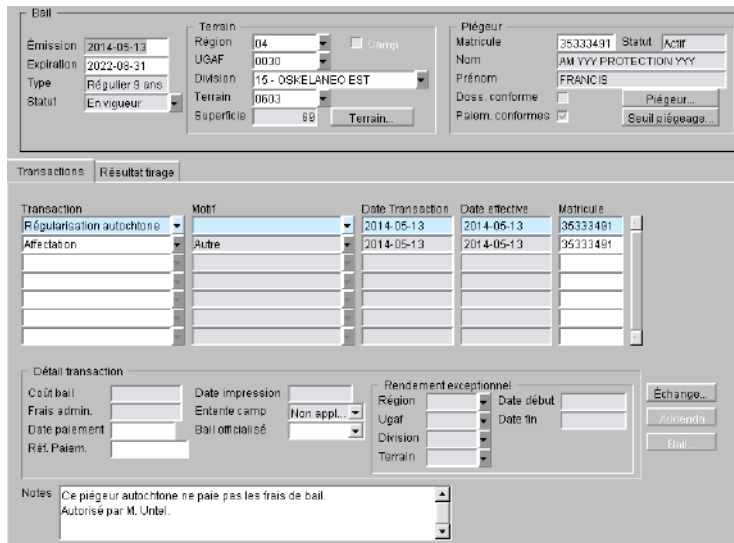 Bail
Émission 2014-05-13
Expiration 2022-08-31
Type Régulier 9 ans
Statut En vigueur
Terrain
Région 04 Camp
UGAF 0030
Division 15 - OSKELANEO EST
Terrain 0603
Superficie 69 Terrain...
Piégeur
Matricule 35333491 Statut Actif
Nom AM YYY PROTECTION YYY
Prénom FRANCIS
Doss. conforme Piégeur...
Paiem. conformes Seuil piégeage...
Transactions Résultat tirage
Transaction Motif Date Transaction Date effective Matricule
Régularisation autochtone 2014-05-13 2014-05-13 35333491
Affectation Autre 2014-05-13 2014-05-13 35333491
Détail transaction
Coût bail Date impression
Frais admin. Entente camp Non appl...
Date paiement Bail officialisé
Réf. Paiem.
Rendement exceptionnel
Région Date début
Ugaf Date fin
Division
Terrain
Échange...
Addenda
Bail...
Notes Ce piégeur autochtone ne paie pas les frais de bail.
Autorisé par M. Untel.